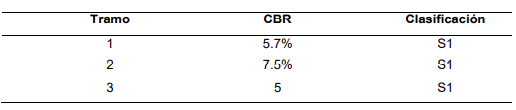 Tramo CBR Clasificación
1 5.7% S1
2 7.5% S1
3 5 S1